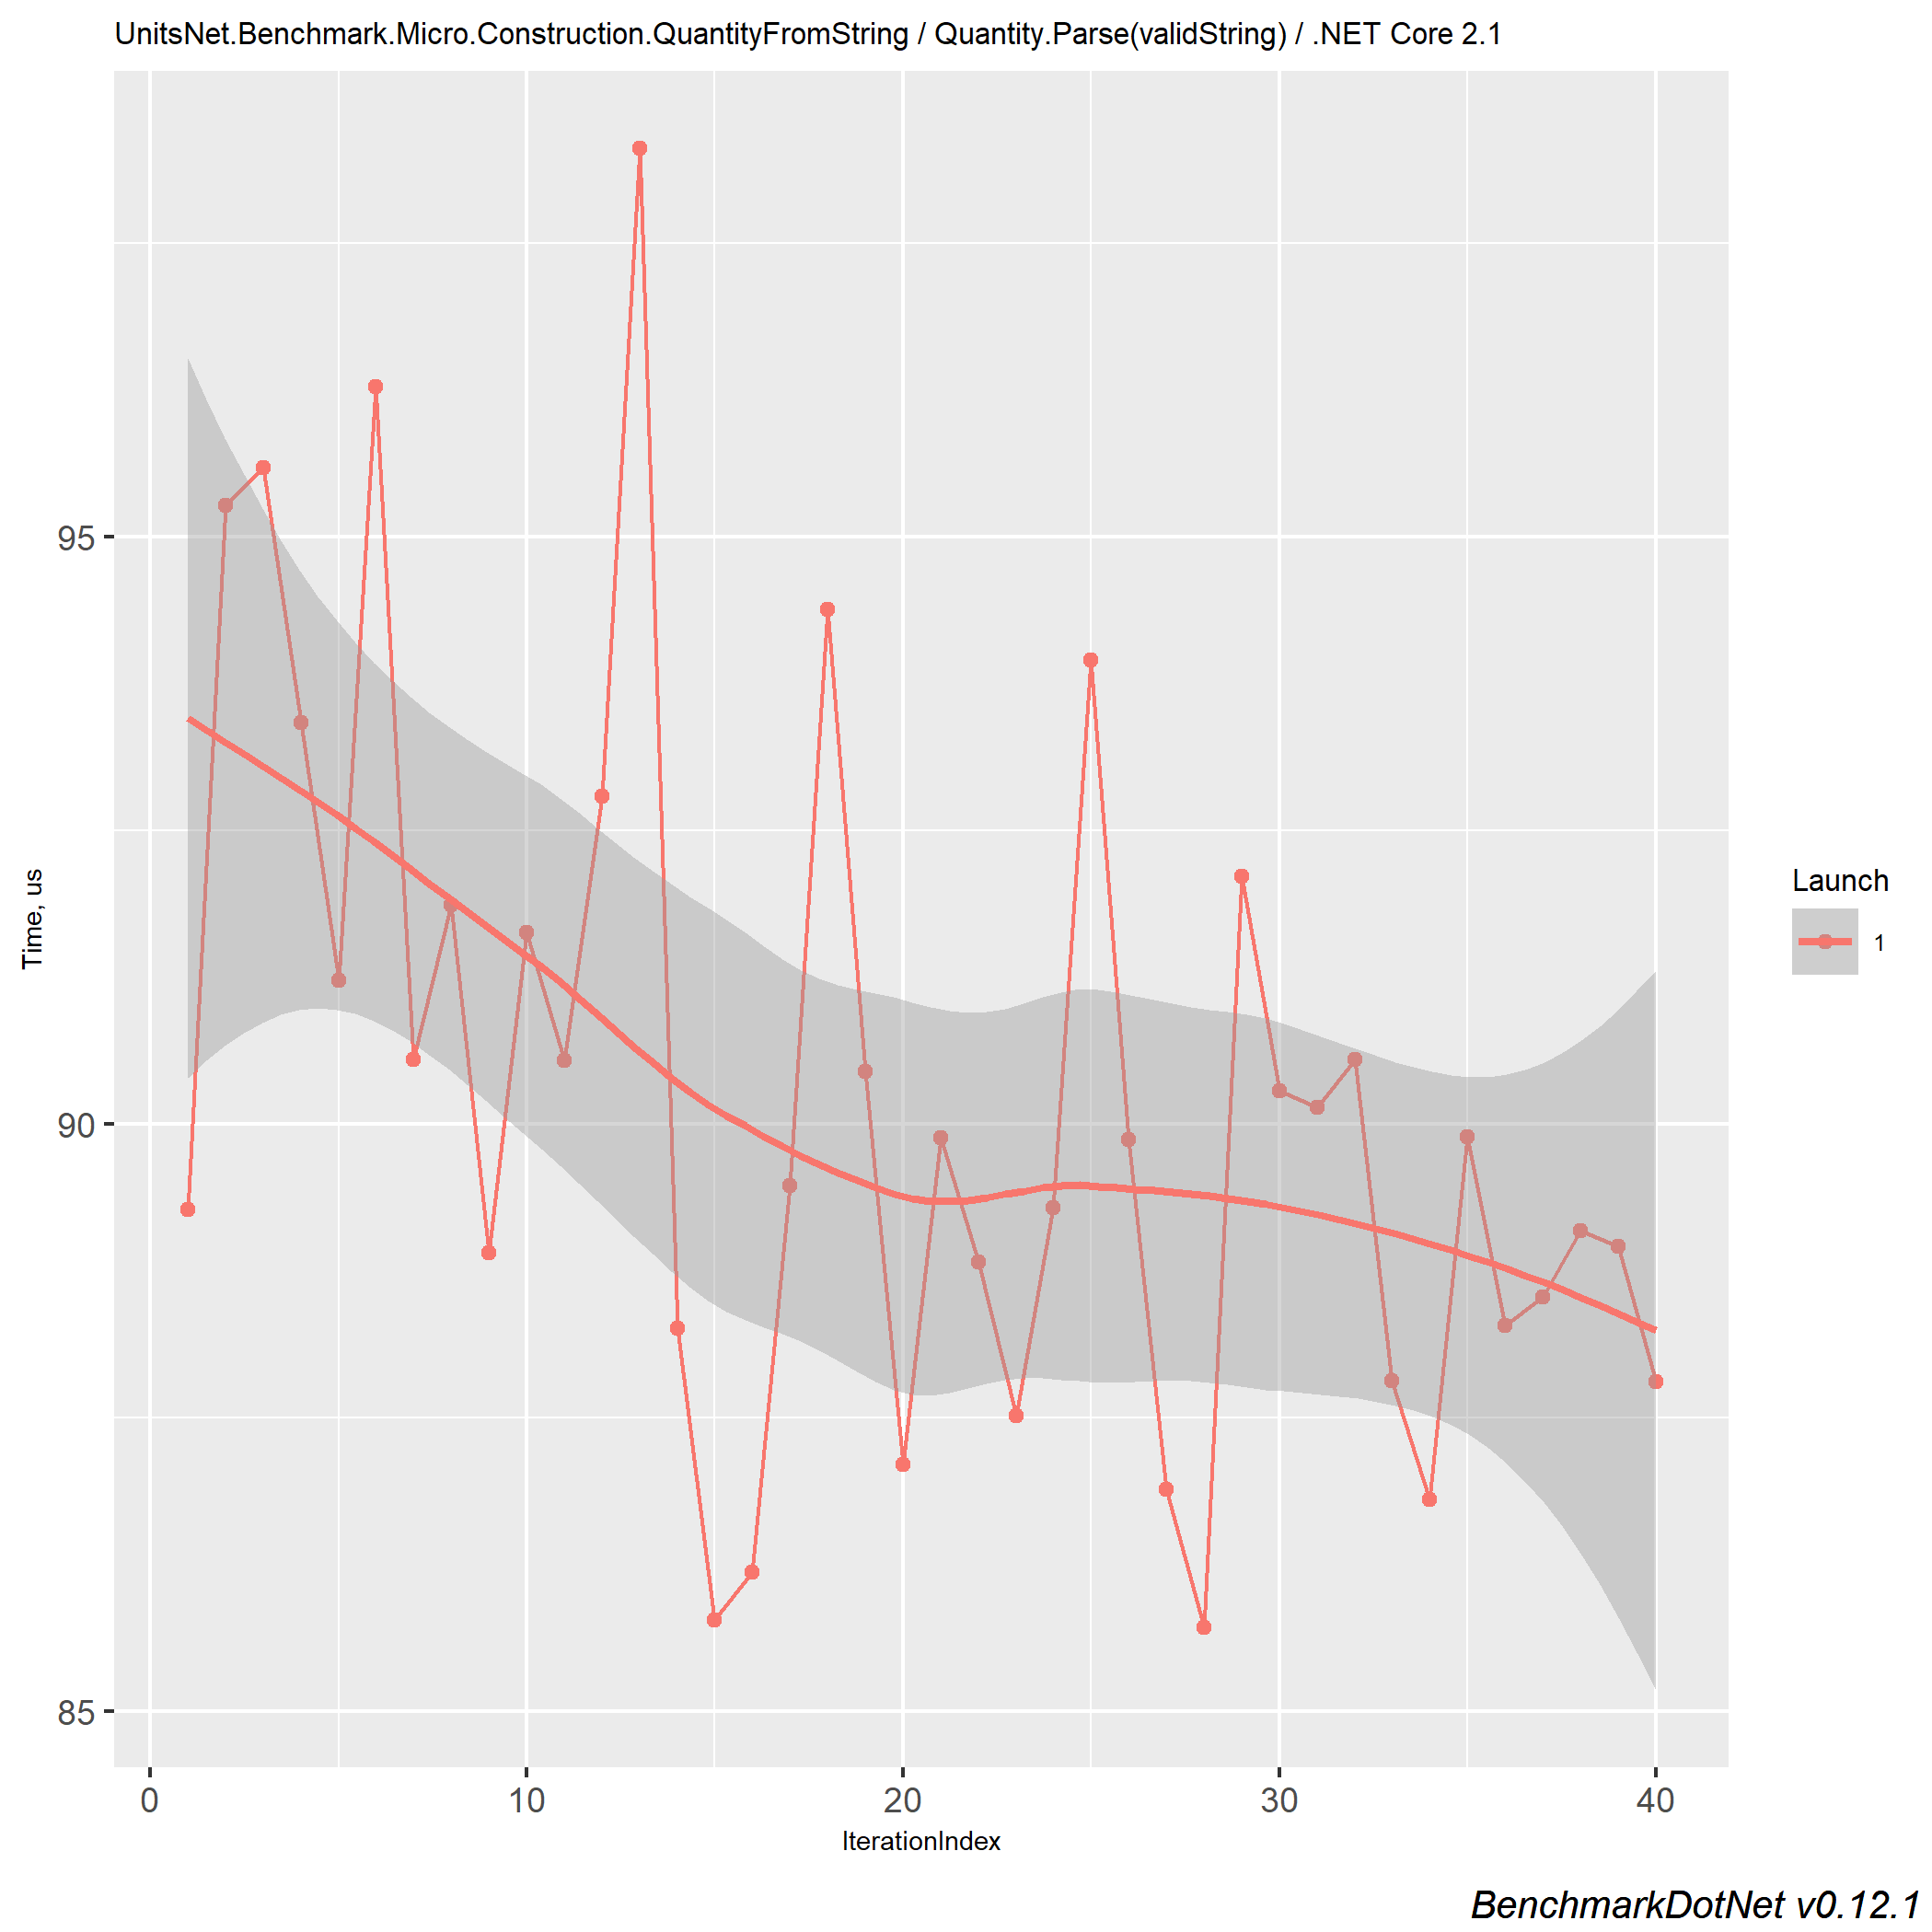 UnitsNet.Benchmark.Micro.Construction.QuantityFromString / Quantity.Parse(validString) / .NET Core 2.1
95
90
85
Time, us
0 10 20 30 40
IterationIndex
Launch
1
BenchmarkDotNet v0.12.1